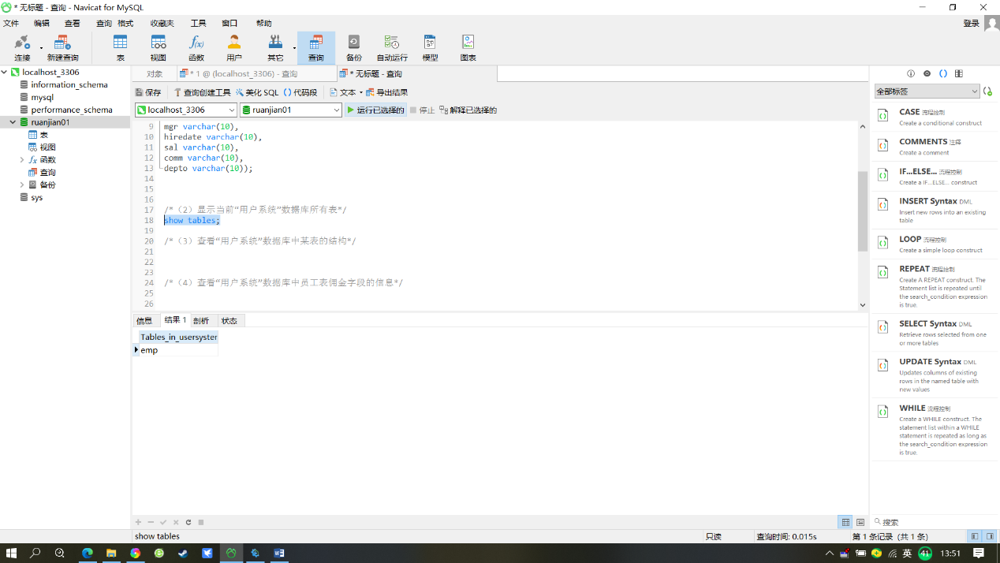 * 无标题 - 查询 - Navicat for MySQL
文件 编辑 查看 查询 格式 收藏夹 工具 窗口 帮助
登录
连接 新建查询 表 视图 函数 用户 其它 查询 备份 自动运行 模型 图表
localhost_3306
information_schema
mysql
performance_schema
ruanjian01
表
视图
函数
查询
备份
sys
对象 * 1 @ (localhost_3306) - 查询 * 无标题 - 查询
保存 查询创建工具 美化 SQL 代码段 文本 导出结果
localhost_3306 ruanjian01 运行已选择的 停止 解释已选择的
9 mgr varchar(10),
10 hiredate varchar(10),
11 sal varchar(10),
12 comm varchar(10),
13 depto varchar(10));
14
15
16
17 /*（2）显示当前“用户系统”数据库所有表*/
18 show tables;
19
20 /*（3）查看“用户系统”数据库中某表的结构*/
21
22
23
24 /*（4）查看“用户系统”数据库中员工表佣金字段的信息*/
25
26
信息 结果 1 剖析 状态
Tables_in_usersyster
emp
全部标签
CASE 流程控制
Create a conditional construct
COMMENTS 注释
Create a comment
IF...ELSE... 流程控制
Create a IF...ELSE... construct
INSERT Syntax DML
Insert new rows into an existing
table
LOOP 流程控制
Create a simple loop construct
REPEAT 流程控制
Create A REPEAT construct. The
Statement list is repeated until
the search_condition expression
is true.
SELECT Syntax DML
Retrieve rows selected from one
or more tables
UPDATE Syntax DML
Updates columns of existing
rows in the named table with
new values
WHILE 流程控制
Create a WHILE construct. The
statement list within a WHILE
statement is repeated as long as
the search_condition expression
is true.
搜索
show tables 只读 查询时间: 0.015s 第 1 条记录 (共 1 条)
英 41 13:51